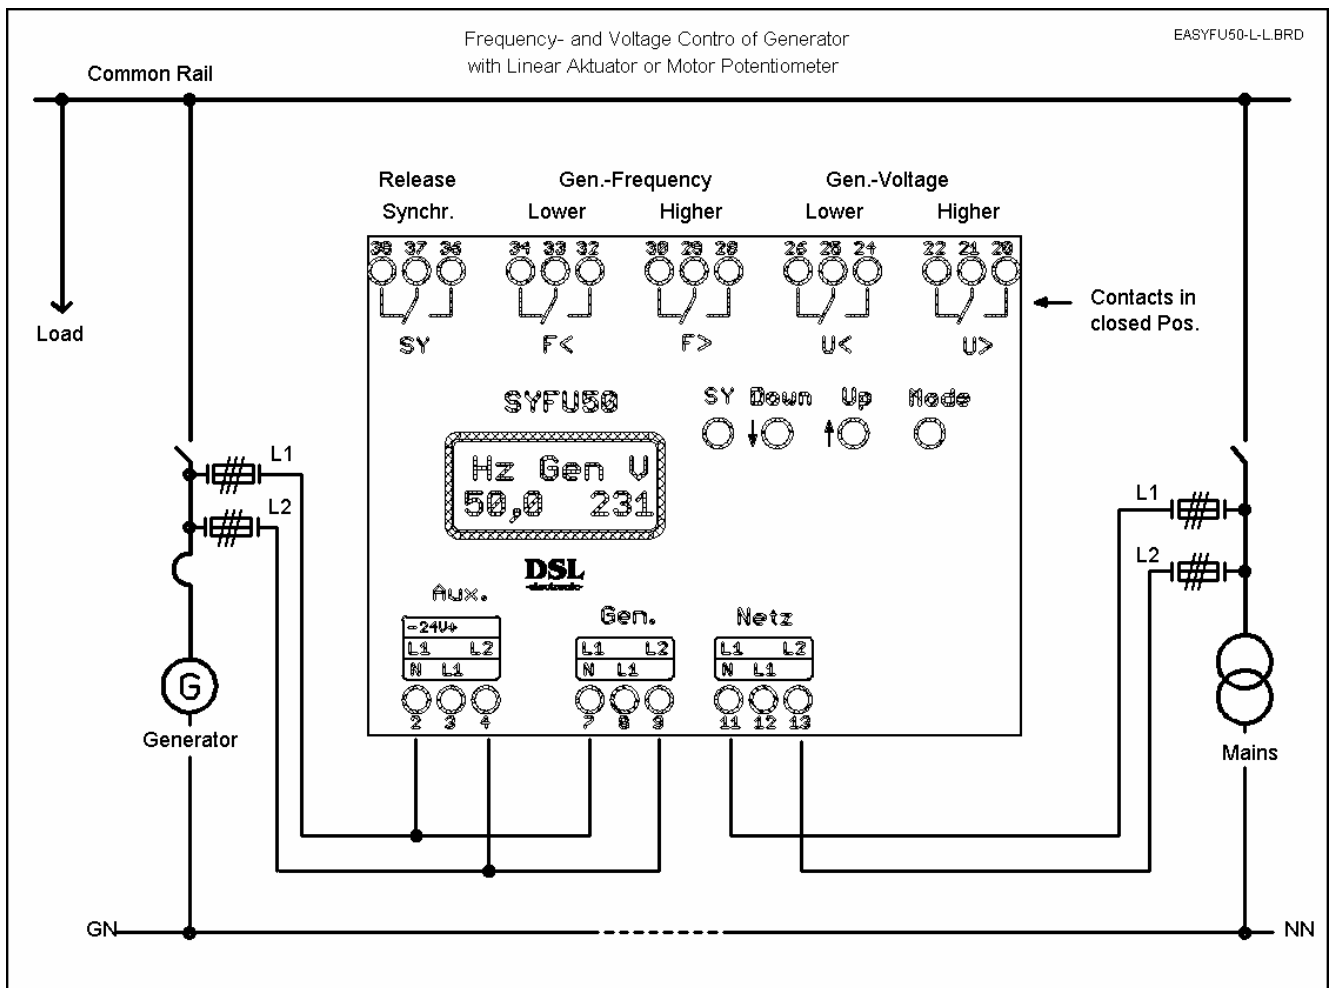 Frequency- and Voltage Contro of Generator
with Linear Aktuator or Motor Potentiometer
EASYFU50-L-L.BRD
Common Rail
Load
Release Gen.-Frequency Gen.-Voltage
Synchr. Lower Higher Lower Higher
38 37 36 34 33 32 30 29 28 26 25 24 22 21 20
Contacts in
closed Pos.
SY F< F> U< U>
SYFU50
SY Down Up Mode
Hz Gen V
50,0 231
L1
L2
L1
L2
DSL
electronic
Aux.
Gen.
Netz
-24V+
L1 L2
N L1
L1 L2
N L1
L1 L2
N L1
2 3 4 7 8 9 11 12 13
G
Generator
Mains
GN
NN